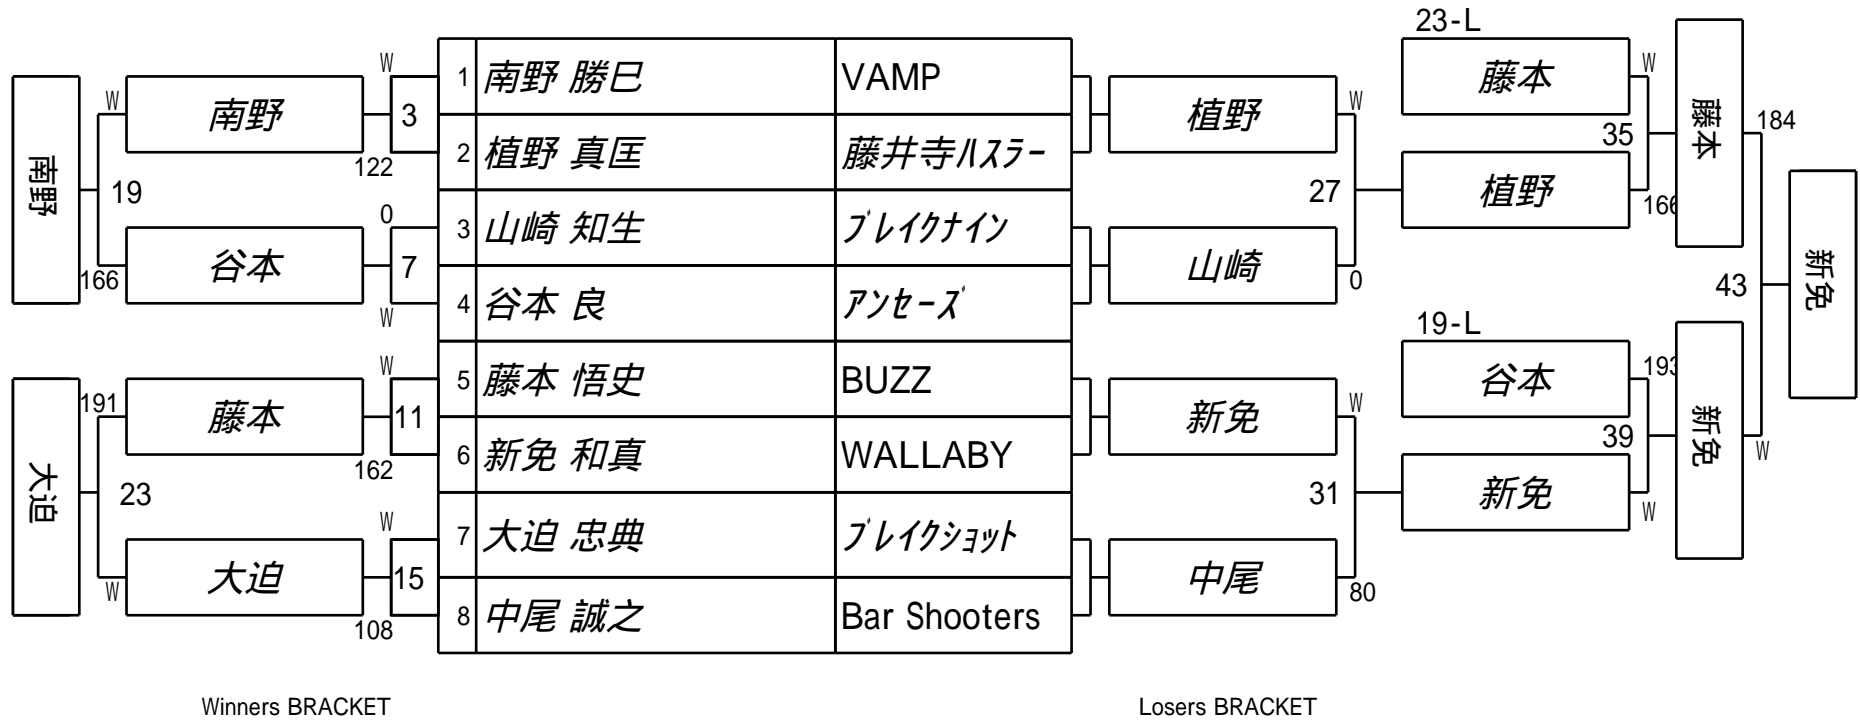 23-L
W
1 南野 勝巳 VAMP
藤本
W
W
南野
3
植野
W
藤本
184
35
2 植野 真匡 藤井寺ハスラー
122
南野
19
27
植野
166
0
3 山崎 知生 ブレイクナイン
谷本
7
山崎
166
0
新免
43
4 谷本 良 アンセーズ
W
19-L
W
5 藤本 悟史 BUZZ
谷本
193
191
藤本
11
新免
W
新免
39
W
6 新免 和真 WALLABY
162
大迫
23
31
新免
W
W
7 大迫 忠典 ブレイクショット
大迫
15
中尾
W
80
8 中尾 誠之 Bar Shooters
108
Winners BRACKET
Losers BRACKET